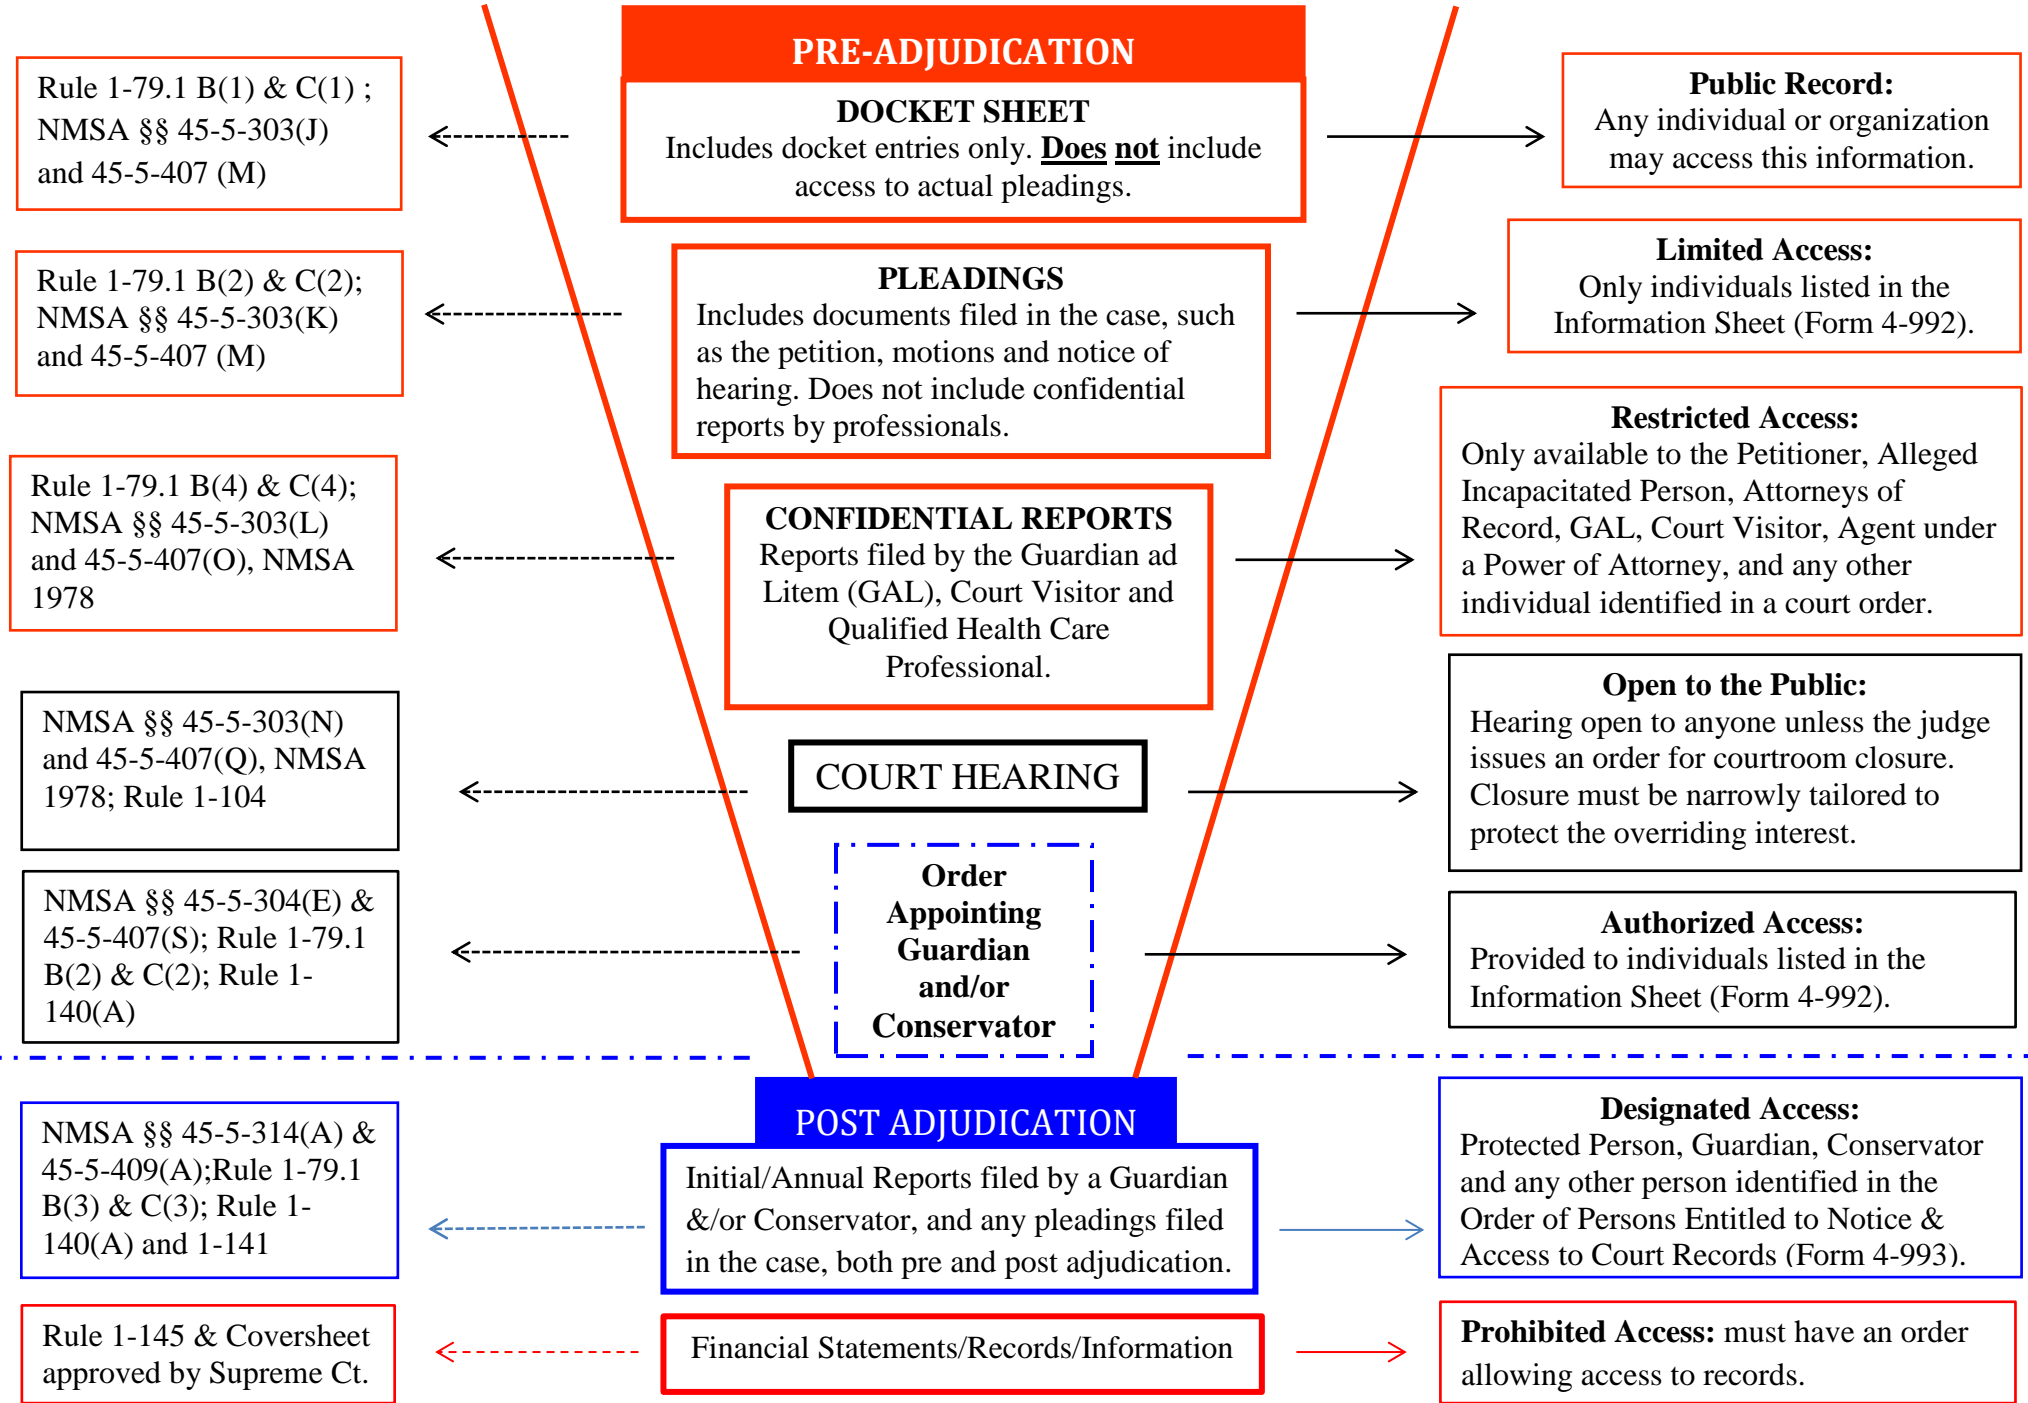 PRE-ADJUDICATION
Rule 1-79.1 B(1) & C(1) ;
NMSA §§ 45-5-303(J)
and 45-5-407 (M)
DOCKET SHEET
Includes docket entries only. Does not include
access to actual pleadings.
Public Record:
Any individual or organization
may access this information.
Rule 1-79.1 B(2) & C(2);
NMSA §§ 45-5-303(K)
and 45-5-407 (M)
PLEADINGS
Includes documents filed in the case, such
as the petition, motions and notice of
hearing. Does not include confidential
reports by professionals.
Limited Access:
Only individuals listed in the
Information Sheet (Form 4-992).
Rule 1-79.1 B(4) & C(4);
NMSA §§ 45-5-303(L)
and 45-5-407(O), NMSA
1978
CONFIDENTIAL REPORTS
Reports filed by the Guardian ad
Litem (GAL), Court Visitor and
Qualified Health Care
Professional.
Restricted Access:
Only available to the Petitioner, Alleged
Incapacitated Person, Attorneys of
Record, GAL, Court Visitor, Agent under
a Power of Attorney, and any other
individual identified in a court order.
NMSA §§ 45-5-303(N)
and 45-5-407(Q), NMSA
1978; Rule 1-104
COURT HEARING
Open to the Public:
Hearing open to anyone unless the judge
issues an order for courtroom closure.
Closure must be narrowly tailored to
protect the overriding interest.
NMSA §§ 45-5-304(E) &
45-5-407(S); Rule 1-79.1
B(2) & C(2); Rule 1-
140(A)
Order
Appointing
Guardian
and/or
Conservator
Authorized Access:
Provided to individuals listed in the
Information Sheet (Form 4-992).
POST ADJUDICATION
NMSA §§ 45-5-314(A) &
45-5-409(A);Rule 1-79.1
B(3) & C(3); Rule 1-
140(A) and 1-141
Initial/Annual Reports filed by a Guardian
&/or Conservator, and any pleadings filed
in the case, both pre and post adjudication.
Designated Access:
Protected Person, Guardian, Conservator
and any other person identified in the
Order of Persons Entitled to Notice &
Access to Court Records (Form 4-993).
Rule 1-145 & Coversheet
approved by Supreme Ct.
Financial Statements/Records/Information
Prohibited Access: must have an order
allowing access to records.